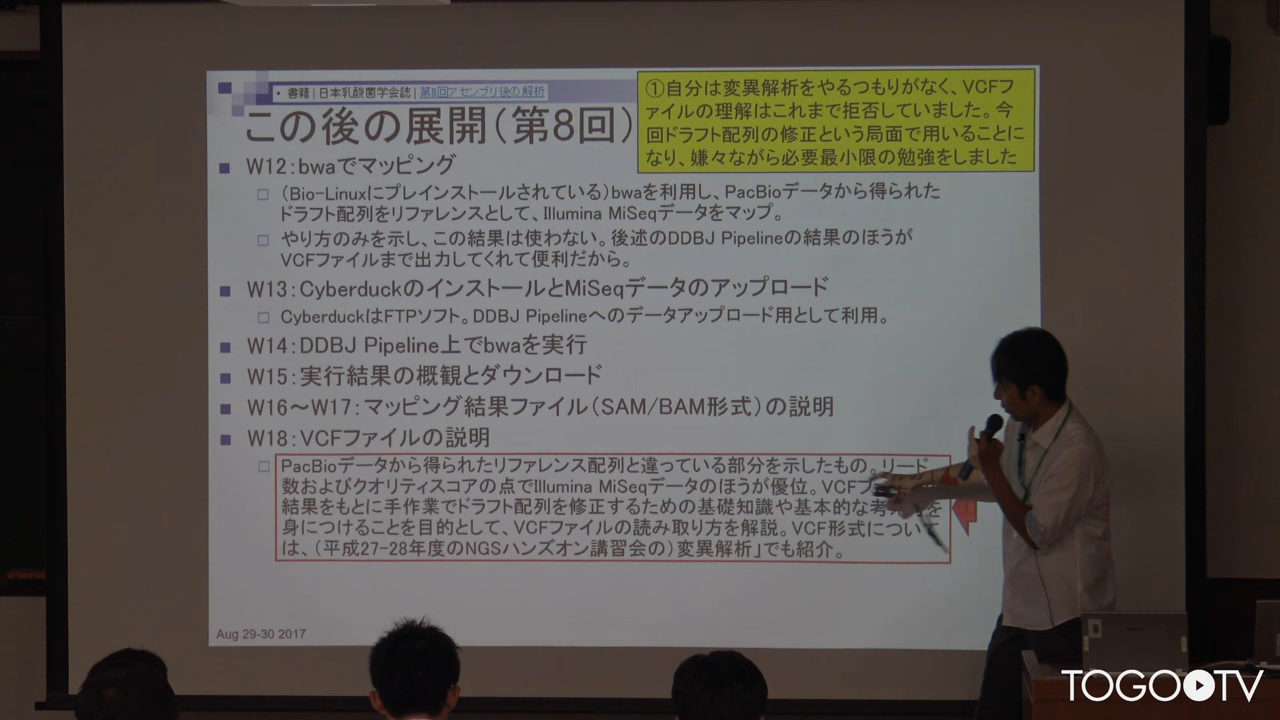 • 書籍 | 日本乳酸菌学会誌 | 第8回アセンブリ後の解析
この後の展開（第8回）
①自分は変異解析をやるつもりがなく、VCFフ
ァイルの理解はこれまで拒否していました。今
回ドラフト配列の修正という局面で用いることに
なり、嫌々ながら必要最小限の勉強をしました
W12：bwaでマッピング
（Bio-Linuxにプレインストールされている）bwaを利用し、PacBioデータから得られた
ドラフト配列をリファレンスとして、Illumina MiSeqデータをマップ。
やり方のみを示し、この結果は使わない。後述のDDBJ Pipelineの結果のほうが
VCFファイルまで出力してくれて便利だから。
W13：CyberduckのインストールとMiSeqデータのアップロード
CyberduckはFTPソフト。DDBJ Pipelineへのデータアップロード用として利用。
W14：DDBJ Pipeline上でbwaを実行
W15：実行結果の概観とダウンロード
W16～W17：マッピング結果ファイル（SAM/BAM形式）の説明
W18：VCFファイルの説明
PacBioデータから得られたリファレンス配列と違っている部分を示したもの。リード
数およびクオリティスコアの点でIllumina MiSeqデータのほうが優位。VCFフ
結果をもとに手作業でドラフト配列を修正するための基礎知識や基本的な考 を
身につけることを目的として、VCFファイルの読み取り方を解説。VCF形式について
は、（平成27-28年度のNGSハンズオン講習会の）変異解析」でも紹介。
Aug 29-30 2017
TOGOTV